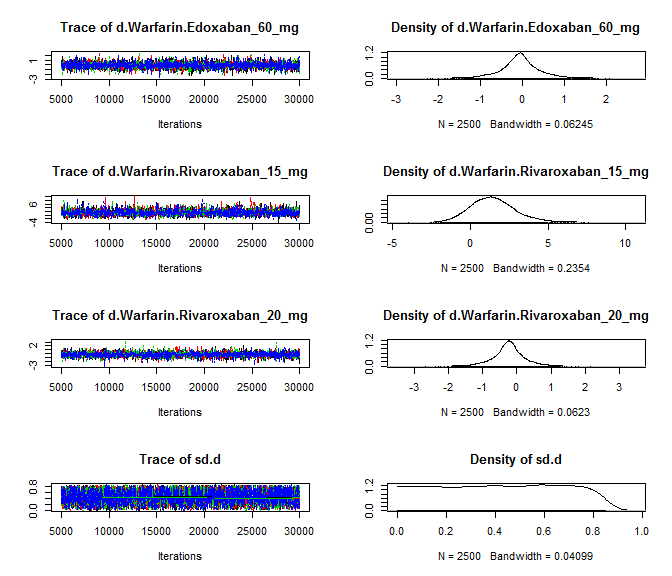 Trace of d.Warfarin.Edoxaban_60_mg
1
-3
5000 10000 15000 20000 25000 30000
Iterations
Density of d.Warfarin.Edoxaban_60_mg
1.2
0.0
-3 -2 -1 0 1 2
N = 2500 Bandwidth = 0.06245
Trace of d.Warfarin.Rivaroxaban_15_mg
6
-4
5000 10000 15000 20000 25000 30000
Iterations
Density of d.Warfarin.Rivaroxaban_15_mg
0.00
-5 0 5 10
N = 2500 Bandwidth = 0.2354
Trace of d.Warfarin.Rivaroxaban_20_mg
2
-3
5000 10000 15000 20000 25000 30000
Iterations
Density of d.Warfarin.Rivaroxaban_20_mg
1.2
0.0
-3 -2 -1 0 1 2 3
N = 2500 Bandwidth = 0.0623
Trace of sd.d
0.8
0.0
5000 10000 15000 20000 25000 30000
Iterations
Density of sd.d
1.2
0.0
0.0 0.2 0.4 0.6 0.8 1.0
N = 2500 Bandwidth = 0.04099